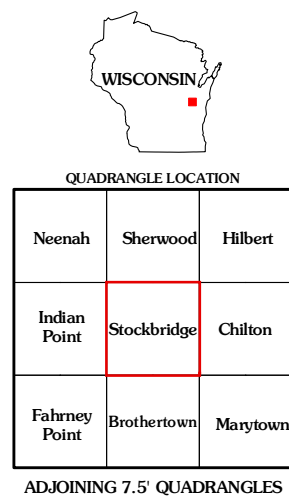 WISCONSIN
QUADRANGLE LOCATION
Neenah Sherwood Hilbert
Indian
Point Stockbridge Chilton
Fahrney
Point Brothertown Marytown
ADJOINING 7.5' QUADRANGLES